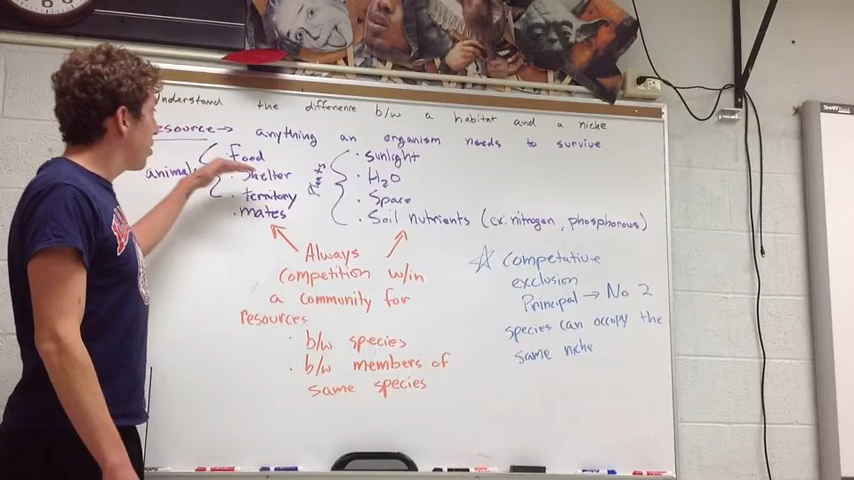 understand the difference b/w a habitat and a niche
resource → anything an organism needs to survive
animals
• Food
• Shelter
• territory
• mates
Plants
• Sunlight
• H2O
• Space
• Soil nutrients (ex: nitrogen, phosphorous)
Always
competition w/in
a community for
resources
• b/w species
• b/w members of
same species
☆ Competative
exclusion
Principal → No 2
species can occupy the
same niche